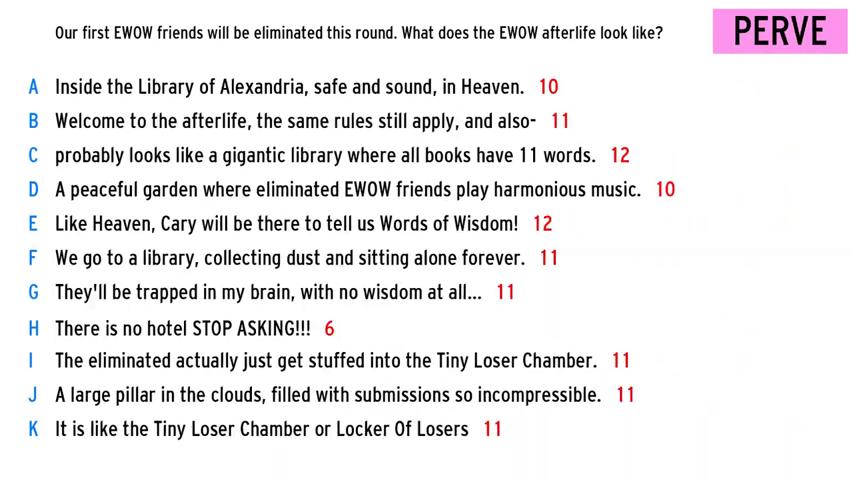 Our first EWOW friends will be eliminated this round. What does the EWOW afterlife look like?
PERVE
A Inside the Library of Alexandria, safe and sound, in Heaven. 10
B Welcome to the afterlife, the same rules still apply, and also- 11
C probably looks like a gigantic library where all books have 11 words. 12
D A peaceful garden where eliminated EWOW friends play harmonious music. 10
E Like Heaven, Cary will be there to tell us Words of Wisdom! 12
F We go to a library, collecting dust and sitting alone forever. 11
G They'll be trapped in my brain, with no wisdom at all... 11
H There is no hotel STOP ASKING!!! 6
I The eliminated actually just get stuffed into the Tiny Loser Chamber. 11
J A large pillar in the clouds, filled with submissions so incompressible. 11
K It is like the Tiny Loser Chamber or Locker Of Losers 11